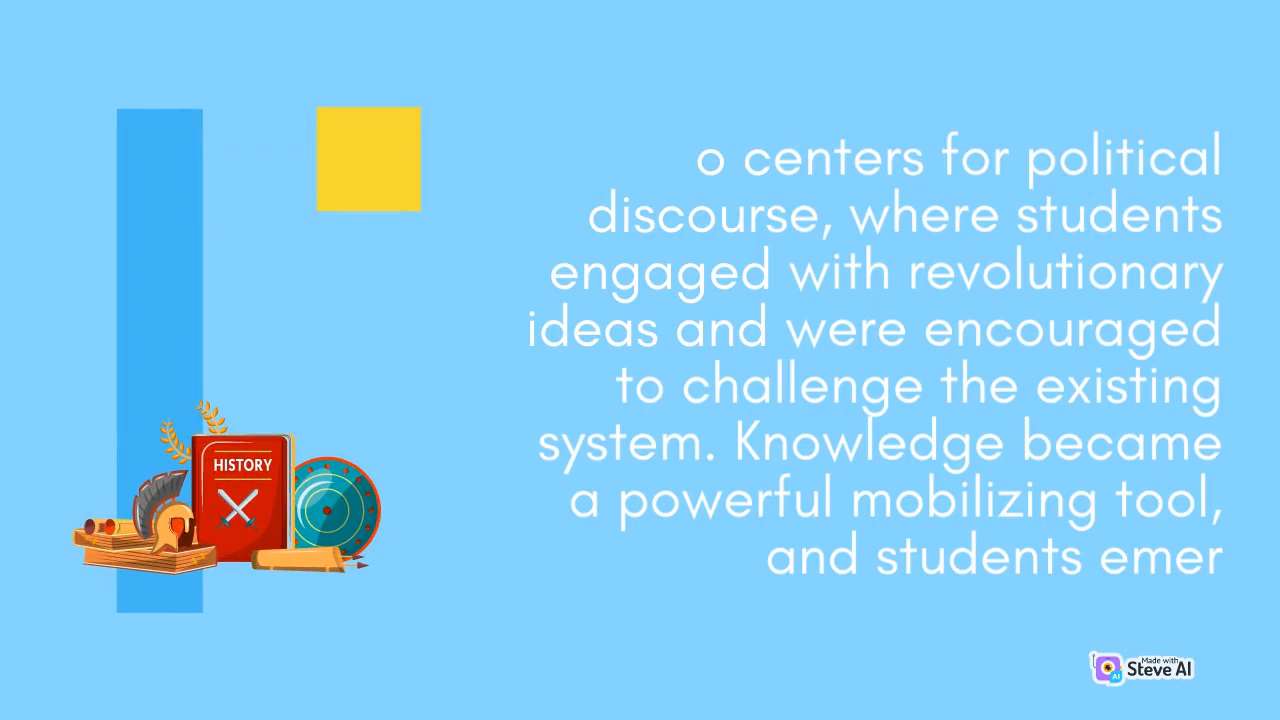 o centers for political
discourse, where students
engaged with revolutionary
ideas and were encouraged
to challenge the existing
system. Knowledge became
a powerful mobilizing tool,
and students emer
HISTORY
Made with
Steve AI
AI